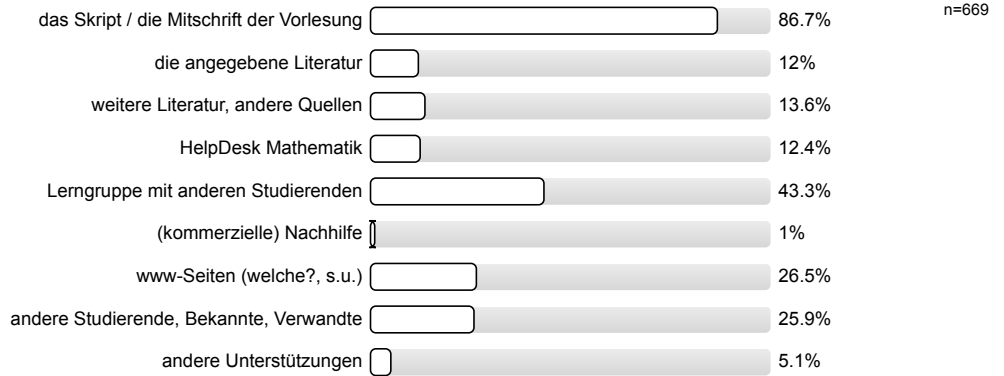 das Skript / die Mitschrift der Vorlesung 86.7% n=669
die angegebene Literatur 12%
weitere Literatur, andere Quellen 13.6%
HelpDesk Mathematik 12.4%
Lerngruppe mit anderen Studierenden 43.3%
(kommerzielle) Nachhilfe 1%
www-Seiten (welche?, s.u.) 26.5%
andere Studierende, Bekannte, Verwandte 25.9%
andere Unterstützungen 5.1%